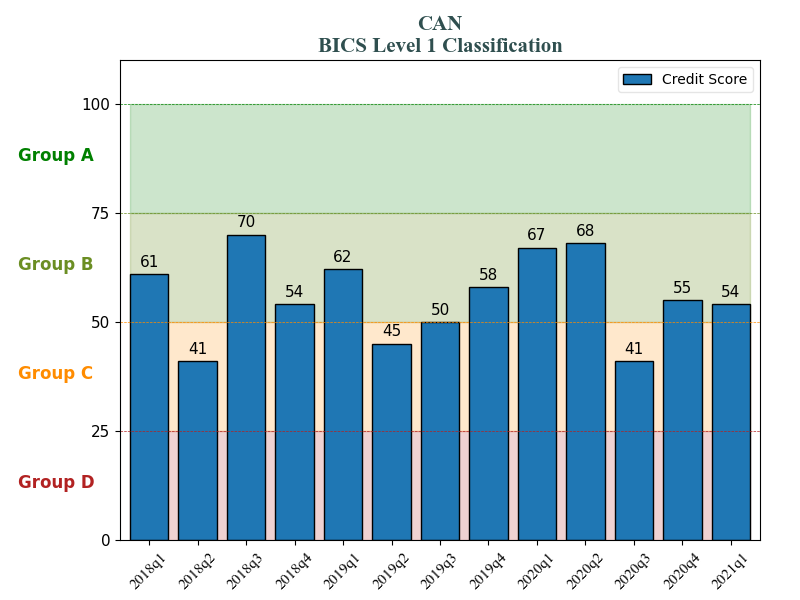 CAN
BICS Level 1 Classification
Credit Score
100
Group A
75
70
68
67
62
61
Group B
58
55
54
54
50
50
45
41
41
Group C
25
Group D
0
2018q1
2018q2
2018q3
2018q4
2019q1
2019q2
2019q3
2019q4
2020q1
2020q2
2020q3
2020q4
2021q1